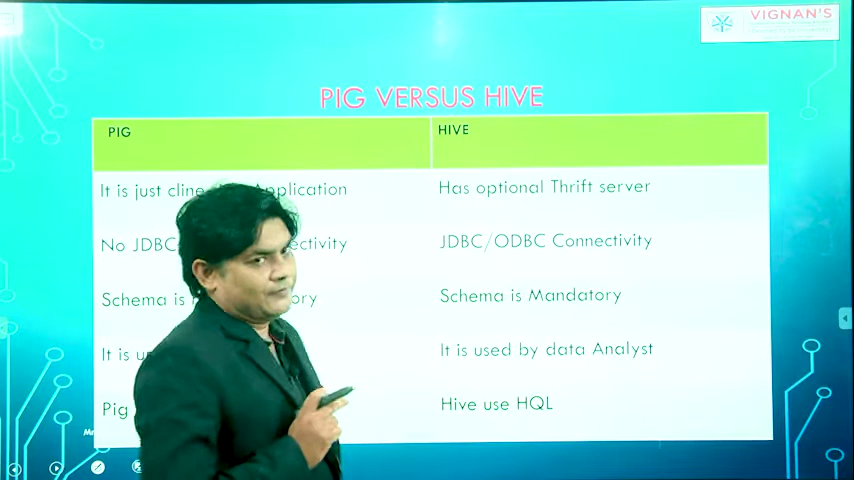 VIGNAN'S
PIG VERSUS HIVE
PIG
HIVE
It is just cline Application
Has optional Thrift server
No JDBC ectivity
JDBC/ODBC Connectivity
Schema is ory
Schema is Mandatory
It is u
It is used by data Analyst
Pig
Hive use HQL